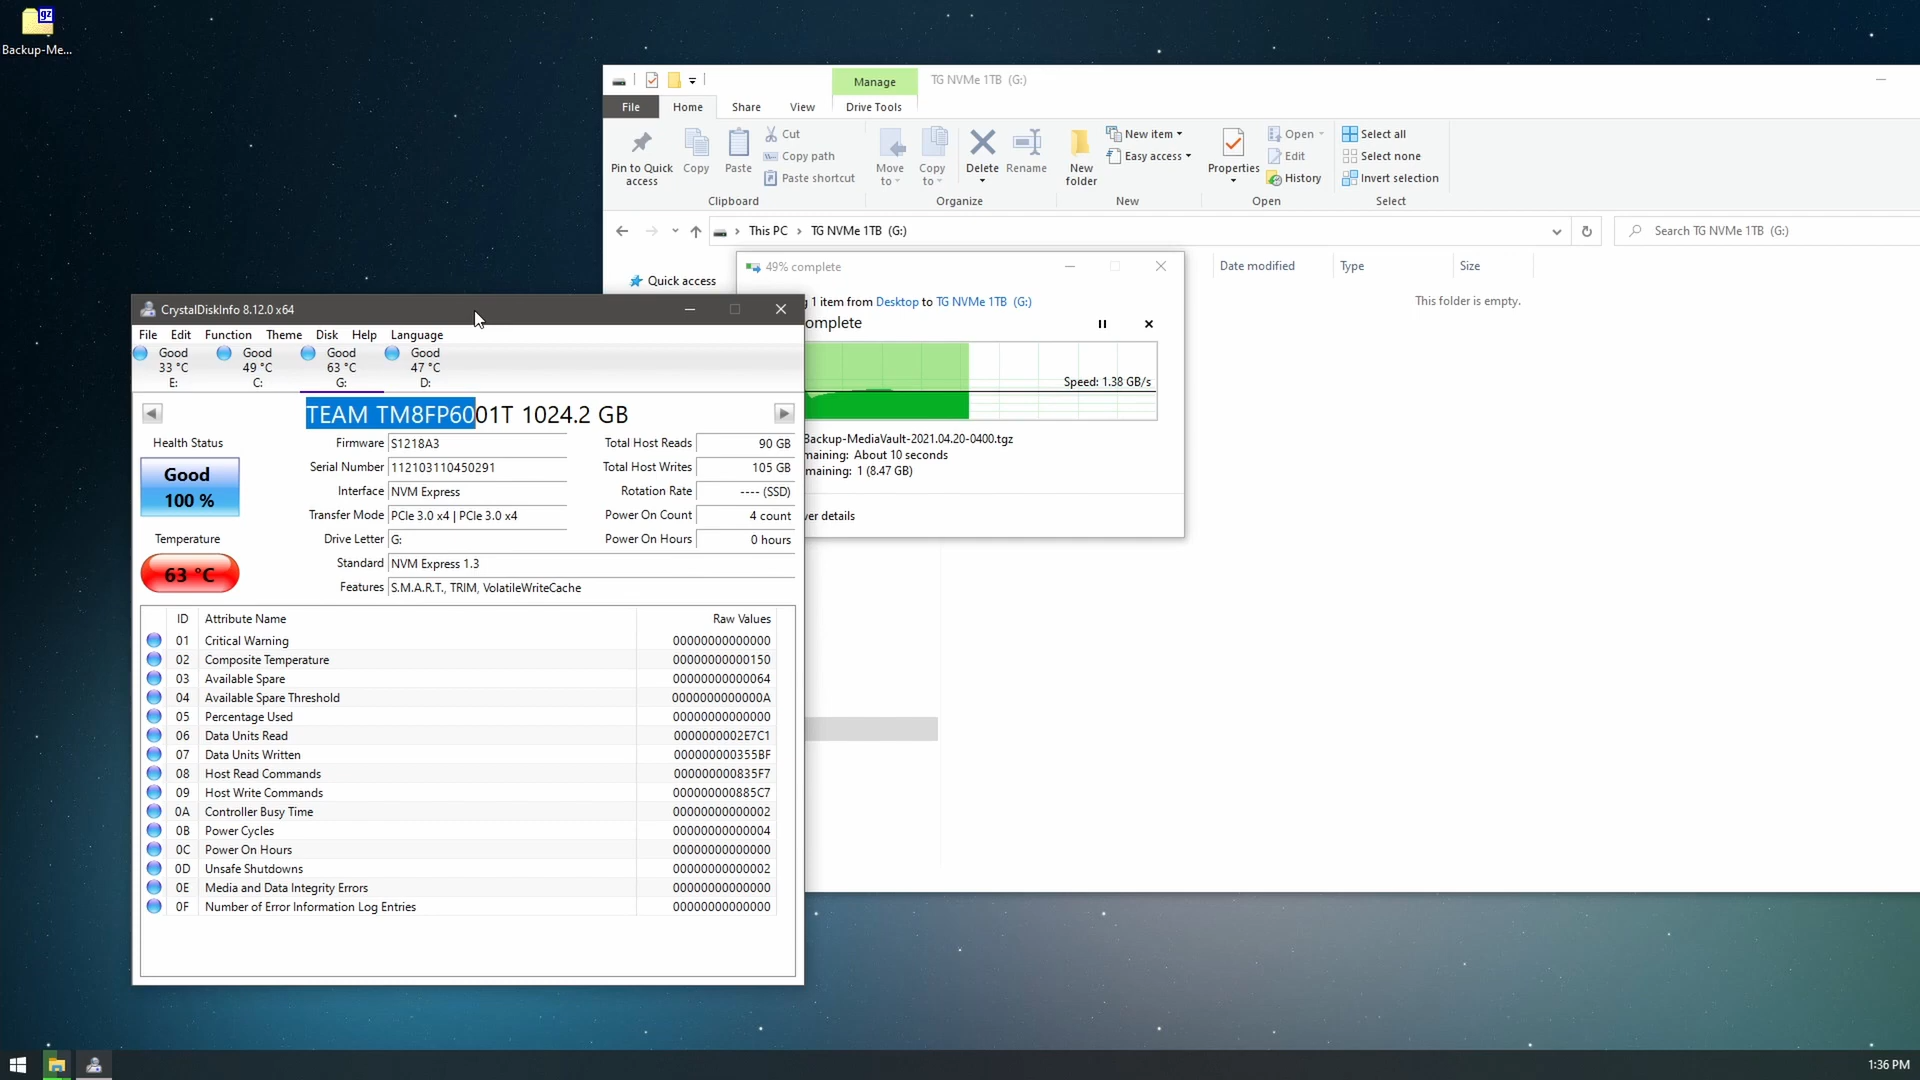 Backup-Me...
Manage
TG NVMe 1TB (G:)
File
Home
Share
View
Drive Tools
Pin to Quick access
Copy
Paste
Cut
Copy path
Paste shortcut
Move to
Copy to
Delete
Rename
New folder
New item
Easy access
Properties
Open
Edit
History
Select all
Select none
Invert selection
Clipboard
Organize
New
Open
Select
This PC › TG NVMe 1TB (G:)
Search TG NVMe 1TB (G:)
Quick access
Date modified
Type
Size
This folder is empty.
49% complete
1 item from Desktop to TG NVMe 1TB (G:)
omplete
Speed: 1.38 GB/s
Backup-MediaVault-2021.04.20-0400.tgz
maining: About 10 seconds
maining: 1 (8.47 GB)
er details
CrystalDiskInfo 8.12.0 x64
File Edit Function Theme Disk Help Language
Good Good Good Good
33 °C 49 °C 63 °C 47 °C
E: C: G: D:
TEAM TM8FP6001T 1024.2 GB
Health Status
Good
100 %
Temperature
63 °C
Firmware S1218A3
Serial Number 112103110450291
Interface NVM Express
Transfer Mode PCIe 3.0 x4 | PCIe 3.0 x4
Drive Letter G:
Standard NVM Express 1.3
Features S.M.A.R.T., TRIM, VolatileWriteCache
Total Host Reads 90 GB
Total Host Writes 105 GB
Rotation Rate ---- (SSD)
Power On Count 4 count
Power On Hours 0 hours
ID Attribute Name Raw Values
01 Critical Warning 00000000000000
02 Composite Temperature 00000000000150
03 Available Spare 00000000000064
04 Available Spare Threshold 0000000000000A
05 Percentage Used 00000000000000
06 Data Units Read 0000000002E7C1
07 Data Units Written 000000000355BF
08 Host Read Commands 000000000835F7
09 Host Write Commands 000000000885C7
0A Controller Busy Time 00000000000002
0B Power Cycles 00000000000004
0C Power On Hours 00000000000000
0D Unsafe Shutdowns 00000000000002
0E Media and Data Integrity Errors 00000000000000
0F Number of Error Information Log Entries 00000000000000
1:36 PM